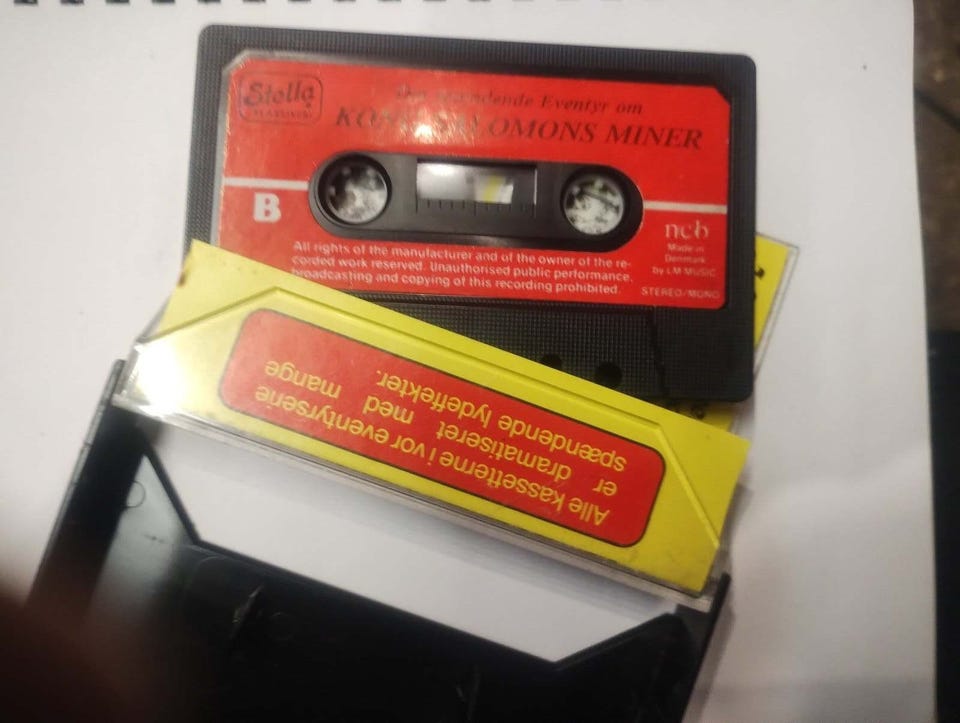 Stolla
KLASSIKER
Det spændende Eventyr om
KONG SALOMONS MINER
B
ncb
Made in
Denmark
by LM MUSIC
All rights of the manufacturer and of the owner of the re-
corded work reserved. Unauthorised public performance,
broadcasting and copying of this recording prohibited.
STEREO/MONO
Alle kassetterne i vor eventyrserie
er dramatiseret med mange
spændende lydeffekter.